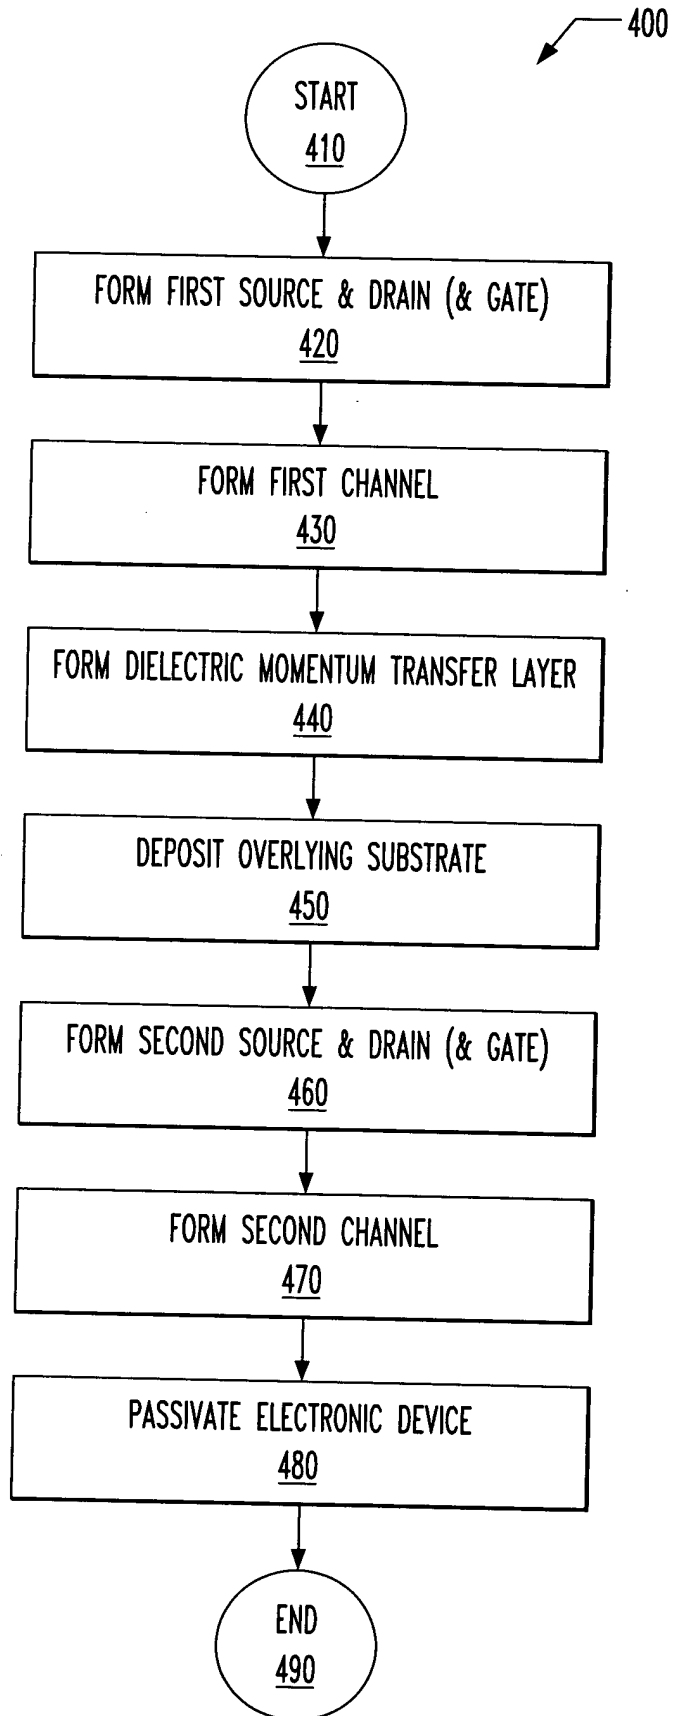 400
START
410
FORM FIRST SOURCE & DRAIN (& GATE)
420
FORM FIRST CHANNEL
430
FORM DIELECTRIC MOMENTUM TRANSFER LAYER
440
DEPOSIT OVERLYING SUBSTRATE
450
FORM SECOND SOURCE & DRAIN (& GATE)
460
FORM SECOND CHANNEL
470
PASSIVATE ELECTRONIC DEVICE
480
END
490